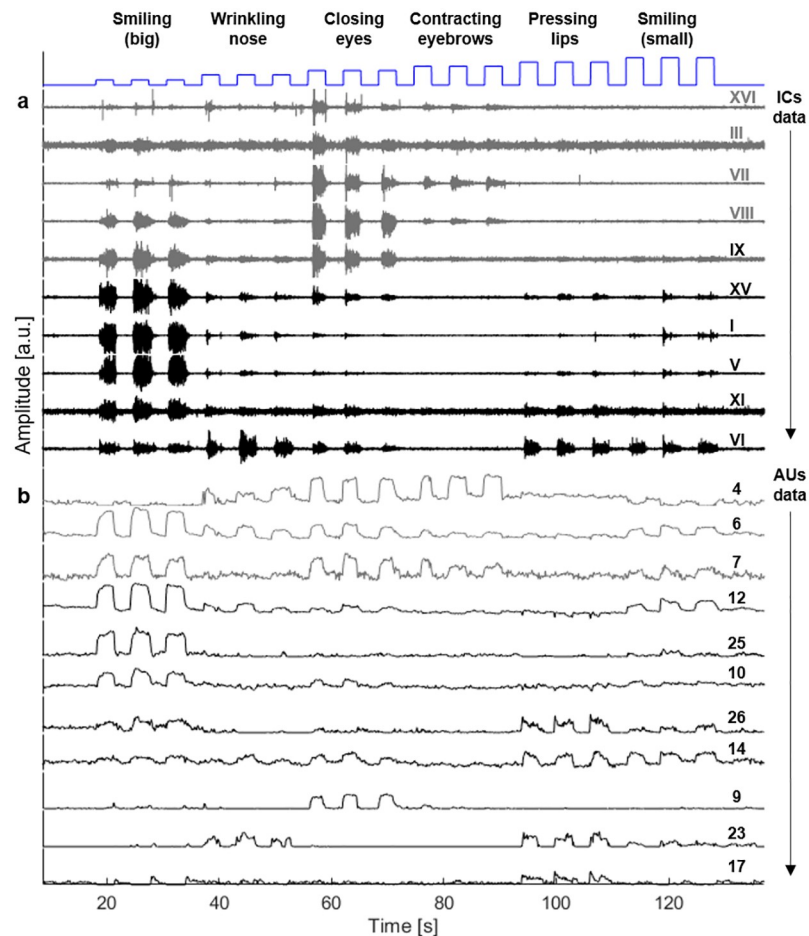 Smiling (big) Wrinkling nose Closing eyes Contracting eyebrows Pressing lips Smiling (small)
a
ICs data
XVI
III
VII
VIII
IX
XV
I
V
XI
VI
Amplitude [a.u.]
b
AUs data
4
6
7
12
25
10
26
14
9
23
17
20 40 60 80 100 120
Time [s]